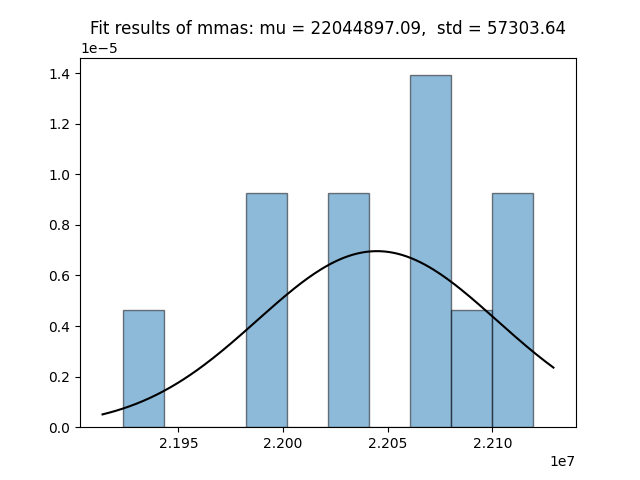 Fit results of mmas: mu = 22044897.09,  std = 57303.64
1e−5
1.4
1.2
1.0
0.8
0.6
0.4
0.2
0.0
2.195 2.200 2.205 2.210
1e7